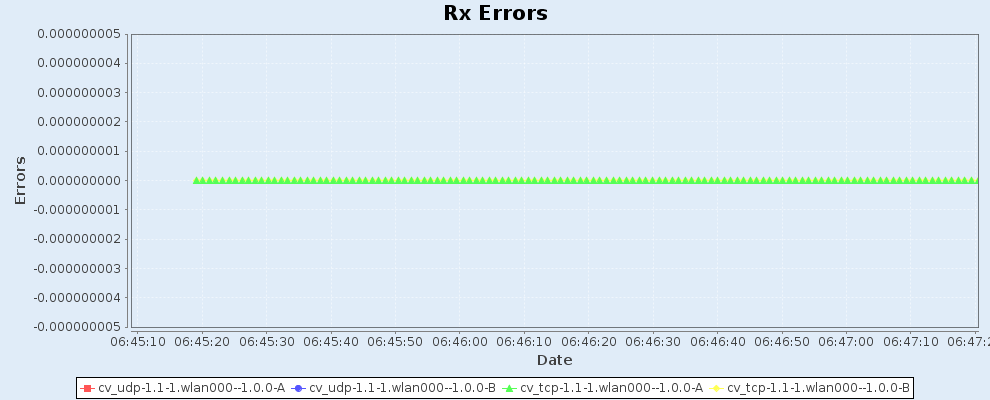 Rx Errors
0.000000005
0.000000004
0.000000003
0.000000002
0.000000001
0.000000000
-0.000000001
-0.000000002
-0.000000003
-0.000000004
-0.000000005
Errors
06:45:10 06:45:20 06:45:30 06:45:40 06:45:50 06:46:00 06:46:10 06:46:20 06:46:30 06:46:40 06:46:50 06:47:00 06:47:10 06:47:2
Date
cv_udp-1.1-1.wlan000--1.0.0-A cv_udp-1.1-1.wlan000--1.0.0-B cv_tcp-1.1-1.wlan000--1.0.0-A cv_tcp-1.1-1.wlan000--1.0.0-B